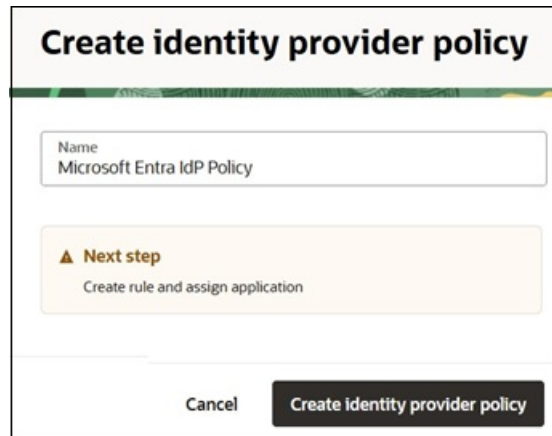 Create identity provider policy
Name
Microsoft Entra IdP Policy
Next step
Create rule and assign application
Cancel
Create identity provider policy